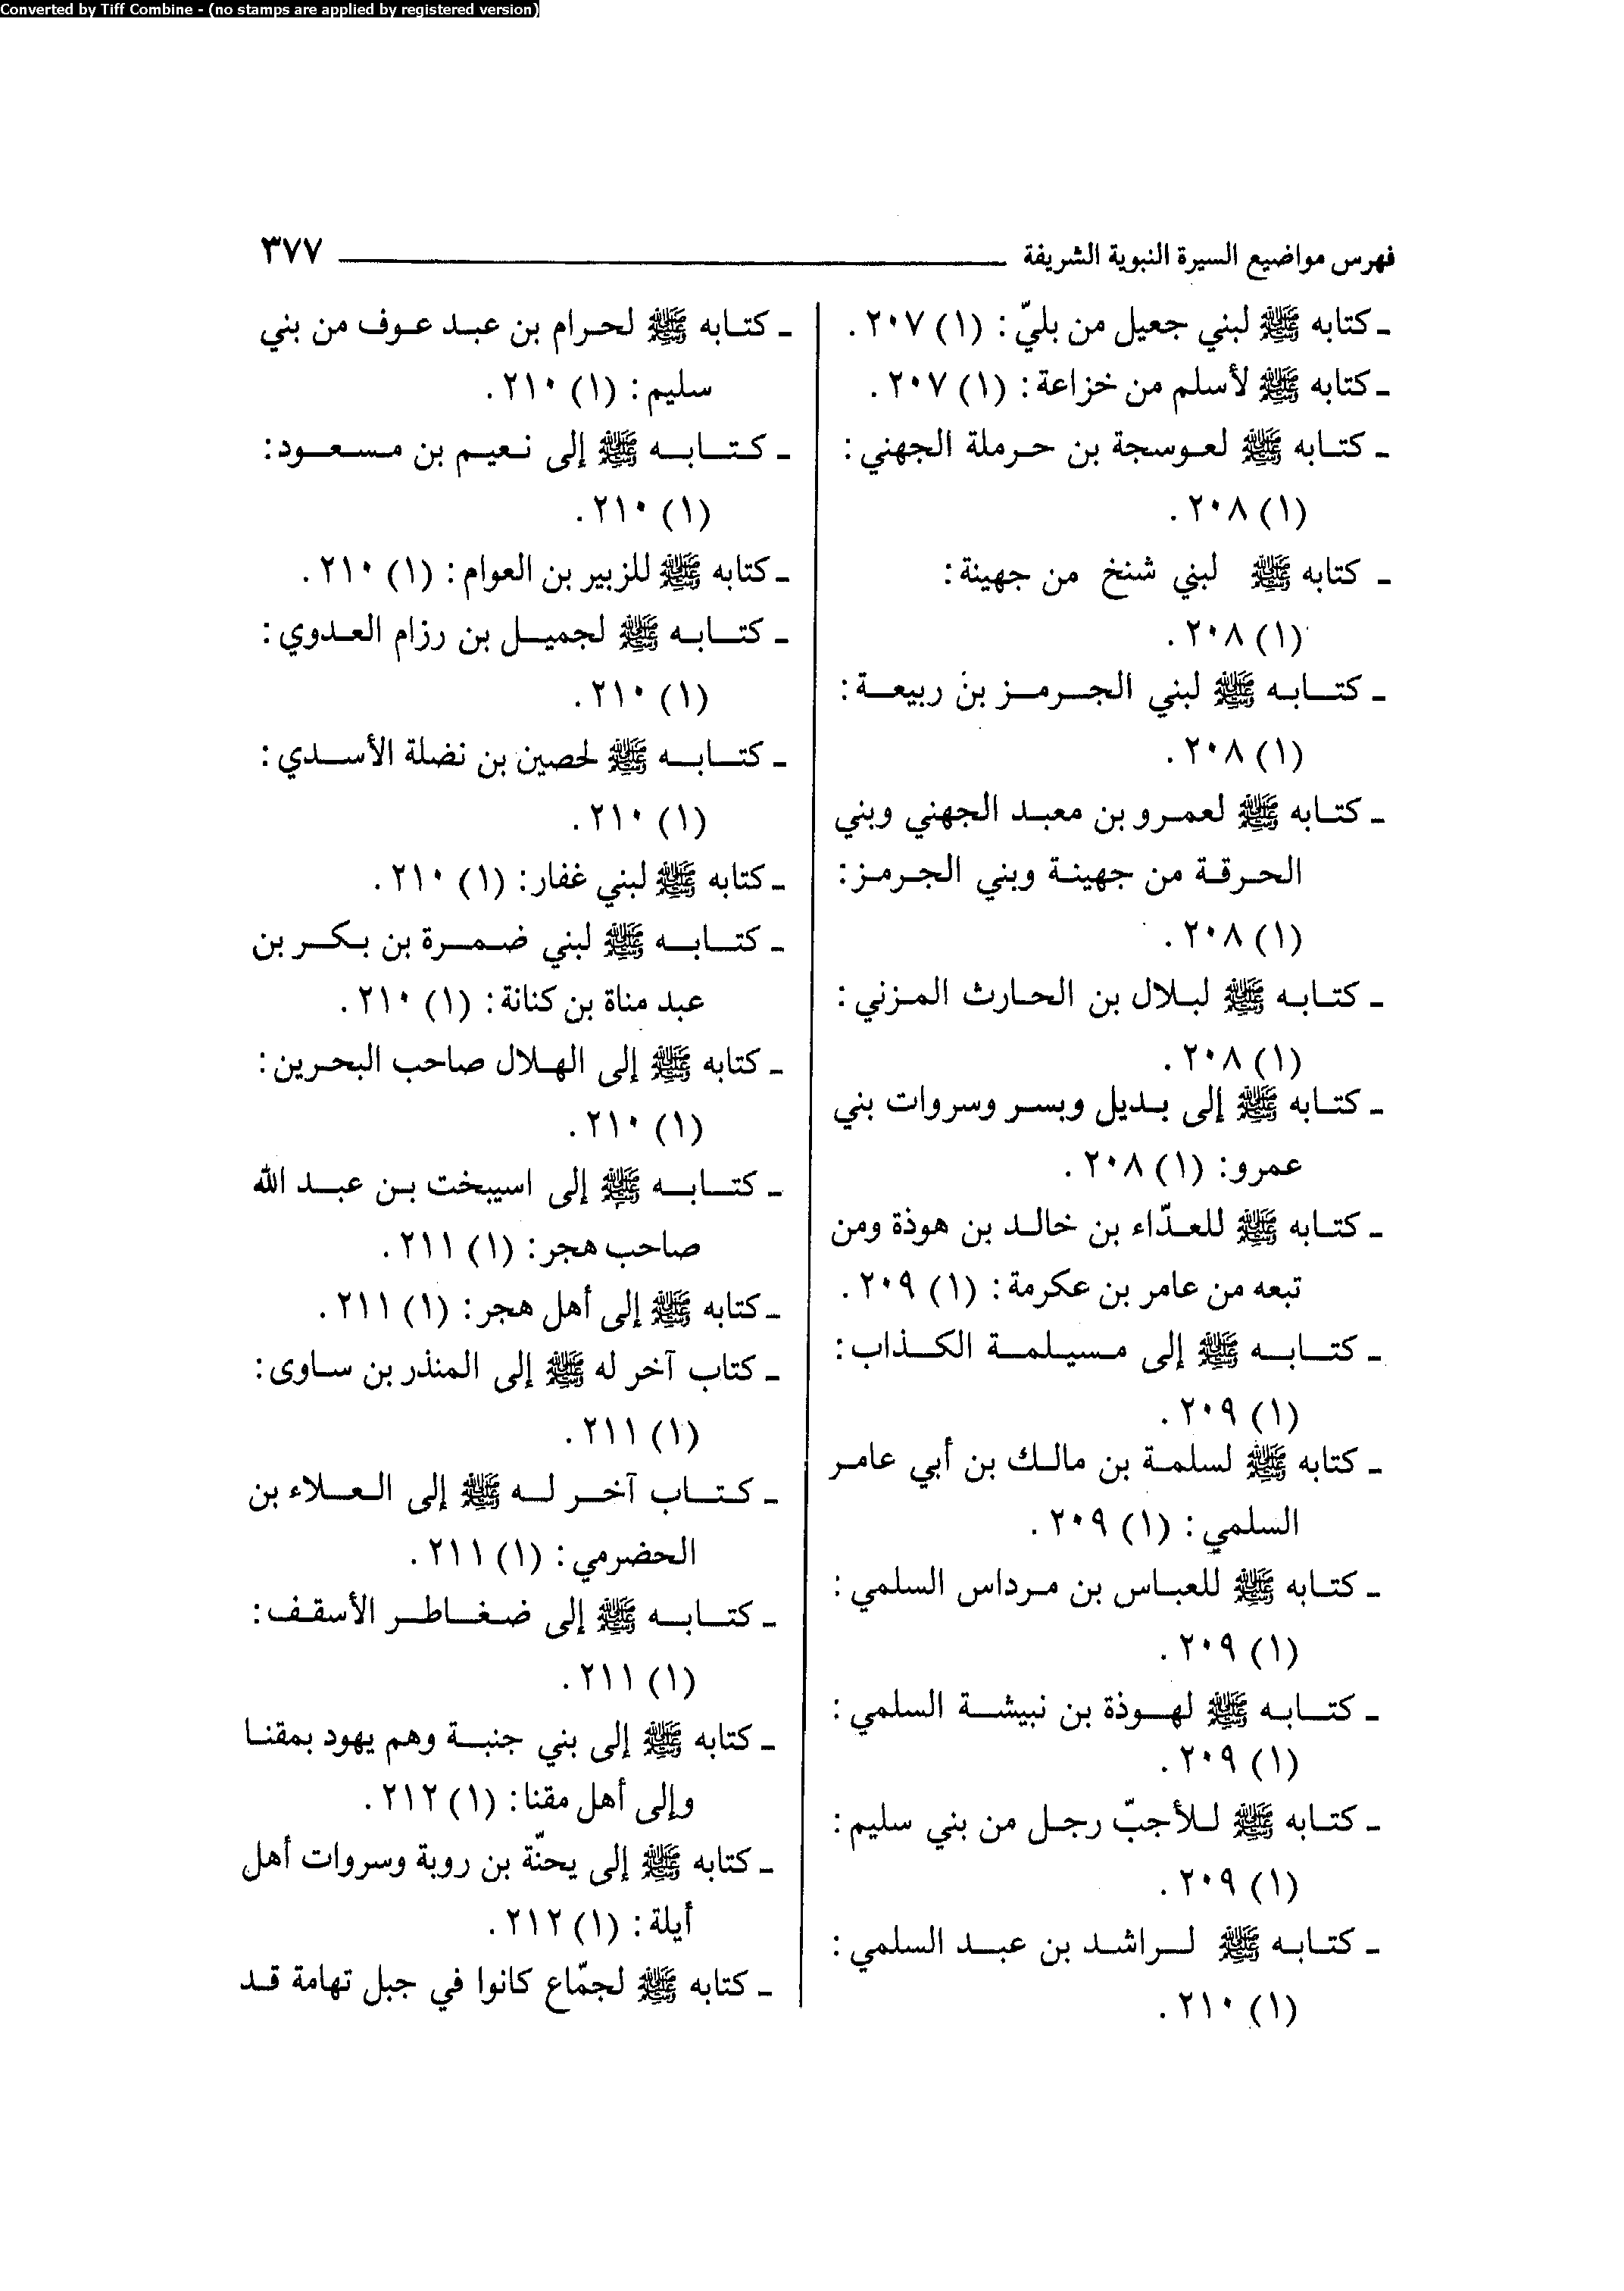 Converted by Tiff Combine - (no stamps are applied by registered version)
فهرس مواضيع السيرة النبوية الشريفة ٣٧٧
ـ كتابه ﷺ لبني جعيل من بليّ: (١) ٢٠٧.
ـ كتابه ﷺ لأسلم من خزاعة: (١) ٢٠٧.
ـ كتابه ﷺ لعوسجة بن حرملة الجهني:
(١) ٢٠٨.
ـ كتابه ﷺ لبني شنخ من جهينة:
(١) ٢٠٨.
ـ كتابه ﷺ لبني الجرمز بن ربيعة:
(١) ٢٠٨.
ـ كتابه ﷺ لعمرو بن معبد الجهني وبني
الحرقة من جهينة وبني الجرمز:
(١) ٢٠٨.
ـ كتابه ﷺ لبلال بن الحارث المزني:
(١) ٢٠٨.
ـ كتابه ﷺ إلى بديل وبسر وسروات بني
عمرو: (١) ٢٠٨.
ـ كتابه ﷺ للعدّاء بن خالد بن هوذة ومن
تبعه من عامر بن عكرمة: (١) ٢٠٩.
ـ كتابه ﷺ إلى مسيلمة الكذاب:
(١) ٢٠٩.
ـ كتابه ﷺ لسلمة بن مالك بن أبي عامر
السلمي: (١) ٢٠٩.
ـ كتابه ﷺ للعباس بن مرداس السلمي:
(١) ٢٠٩.
ـ كتابه ﷺ لهوذة بن نبيشة السلمي:
(١) ٢٠٩.
ـ كتابه ﷺ للأجبّ رجل من بني سليم:
(١) ٢٠٩.
ـ كتابه ﷺ لراشد بن عبد السلمي:
(١) ٢١٠.
ـ كتابه ﷺ لحرام بن عبد عوف من بني
سليم: (١) ٢١٠.
ـ كتابه ﷺ إلى نعيم بن مسعود:
(١) ٢١٠.
ـ كتابه ﷺ للزبير بن العوام: (١) ٢١٠.
ـ كتابه ﷺ لجميل بن رزام العدوي:
(١) ٢١٠.
ـ كتابه ﷺ لحصين بن نضلة الأسدي:
(١) ٢١٠.
ـ كتابه ﷺ لبني غفار: (١) ٢١٠.
ـ كتابه ﷺ لبني ضمرة بن بكر بن
عبد مناة بن كنانة: (١) ٢١٠.
ـ كتابه ﷺ إلى الهلال صاحب البحرين:
(١) ٢١٠.
ـ كتابه ﷺ إلى اسيبخت بن عبد الله
صاحب هجر: (١) ٢١١.
ـ كتابه ﷺ إلى أهل هجر: (١) ٢١١.
ـ كتاب آخر له ﷺ إلى المنذر بن ساوى:
(١) ٢١١.
ـ كتاب آخر له ﷺ إلى العلاء بن
الحضرمي: (١) ٢١١.
ـ كتابه ﷺ إلى ضغاطر الأسقف:
(١) ٢١١.
ـ كتابه ﷺ إلى بني جنبة وهم يهود بمقنا
وإلى أهل مقنا: (١) ٢١٢.
ـ كتابه ﷺ إلى يحنّة بن روبة وسروات أهل
أيلة: (١) ٢١٢.
ـ كتابه ﷺ لجمّاع كانوا في جبل تهامة قد